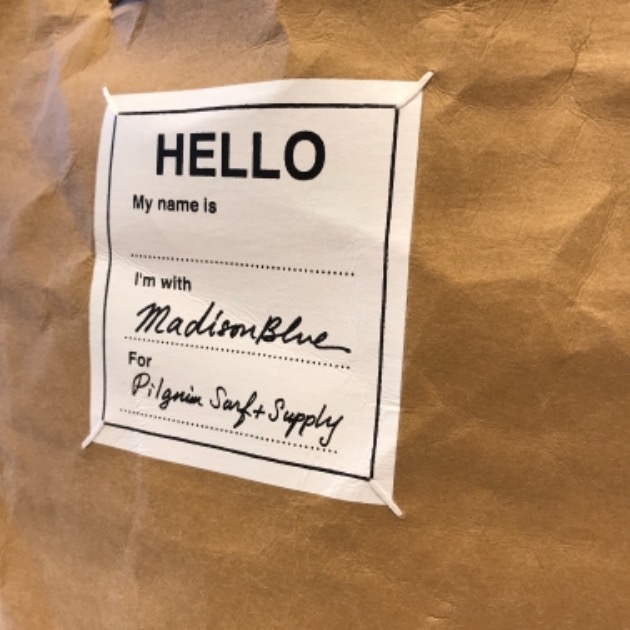 HELLO
My name is
I'm with
MadisonBlue
For
Pilgrim Surf + Supply